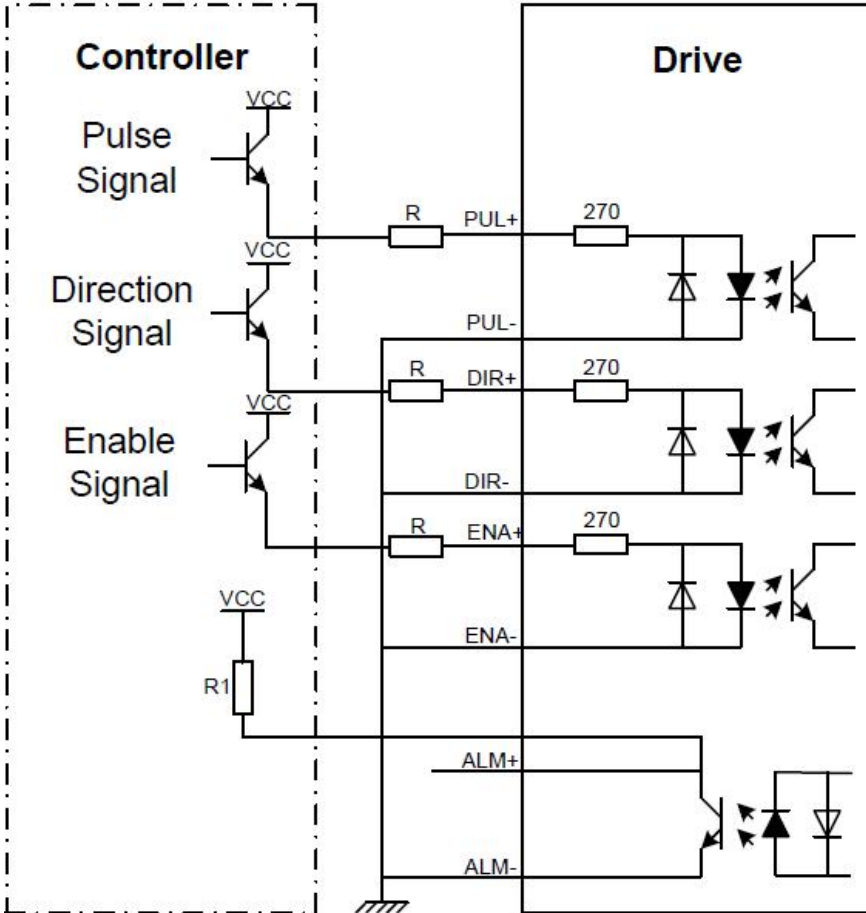 Controller
Drive
VCC
Pulse
Signal
R
PUL+
270
VCC
Direction
Signal
PUL-
R
DIR+
270
VCC
Enable
Signal
DIR-
R
ENA+
270
VCC
ENA-
R1
ALM+
ALM-